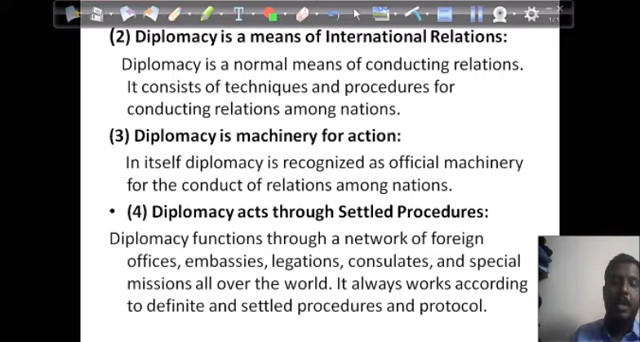 (2) Diplomacy is a means of International Relations:
Diplomacy is a normal means of conducting relations.
It consists of techniques and procedures for
conducting relations among nations.
(3) Diplomacy is machinery for action:
In itself diplomacy is recognized as official machinery
for the conduct of relations among nations.
• (4) Diplomacy acts through Settled Procedures:
Diplomacy functions through a network of foreign
offices, embassies, legations, consulates, and special
missions all over the world. It always works according
to definite and settled procedures and protocol.